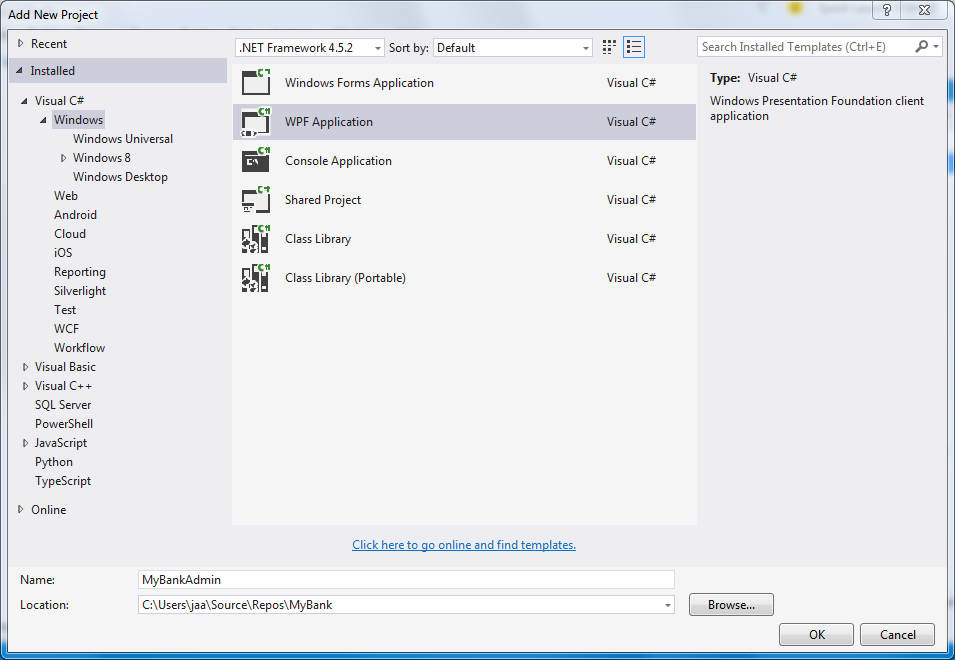 Add New Project
Recent
Installed
Visual C#
Windows
Windows Universal
Windows 8
Windows Desktop
Web
Android
Cloud
iOS
Reporting
Silverlight
Test
WCF
Workflow
Visual Basic
Visual C++
SQL Server
PowerShell
JavaScript
Python
TypeScript
Online
.NET Framework 4.5.2 Sort by: Default
Windows Forms Application Visual C#
WPF Application Visual C#
Console Application Visual C#
Shared Project Visual C#
Class Library Visual C#
Class Library (Portable) Visual C#
Click here to go online and find templates.
Search Installed Templates (Ctrl+E)
Type: Visual C#
Windows Presentation Foundation client
application
Name: MyBankAdmin
Location: C:\Users\jaa\Source\Repos\MyBank Browse...
OK Cancel